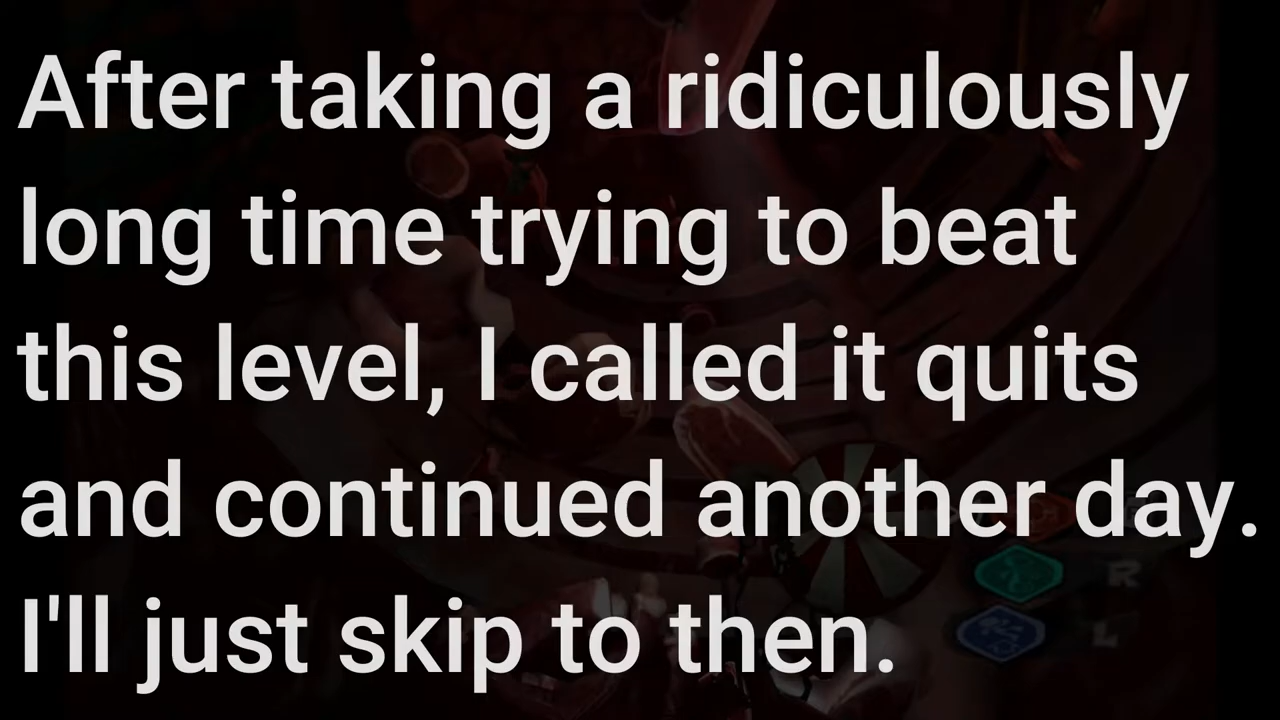 After taking a ridiculously
long time trying to beat
this level, I called it quits
and continued another day.
I'll just skip to then.
R
L